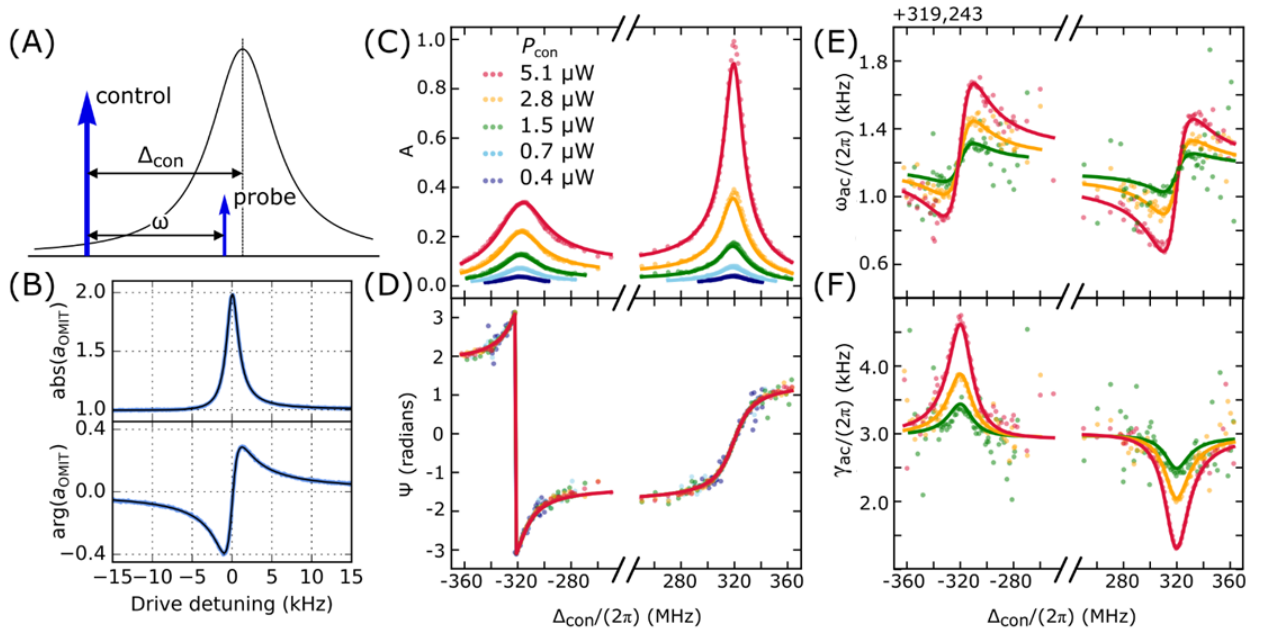 (A)
control
Δcon
probe
ω
(B)
abs(aOMIT)
2.0
1.5
1.0
arg(aOMIT)
0.4
0.0
−0.4
−15 −10 −5 0 5 10 15
Drive detuning (kHz)
(C)
A
1.0
0.8
0.6
0.4
0.2
0.0
Pcon
5.1 μW
2.8 μW
1.5 μW
0.7 μW
0.4 μW
(D)
Ψ (radians)
3
2
1
0
-1
-2
-3
-360 -320 -280 280 320 360
Δcon/(2π) (MHz)
+319,243
(E)
ωac/(2π) (kHz)
1.8
1.4
1.0
0.6
(F)
γac/(2π) (kHz)
4.0
3.0
2.0
-360 -320 -280 280 320 360
Δcon/(2π) (MHz)